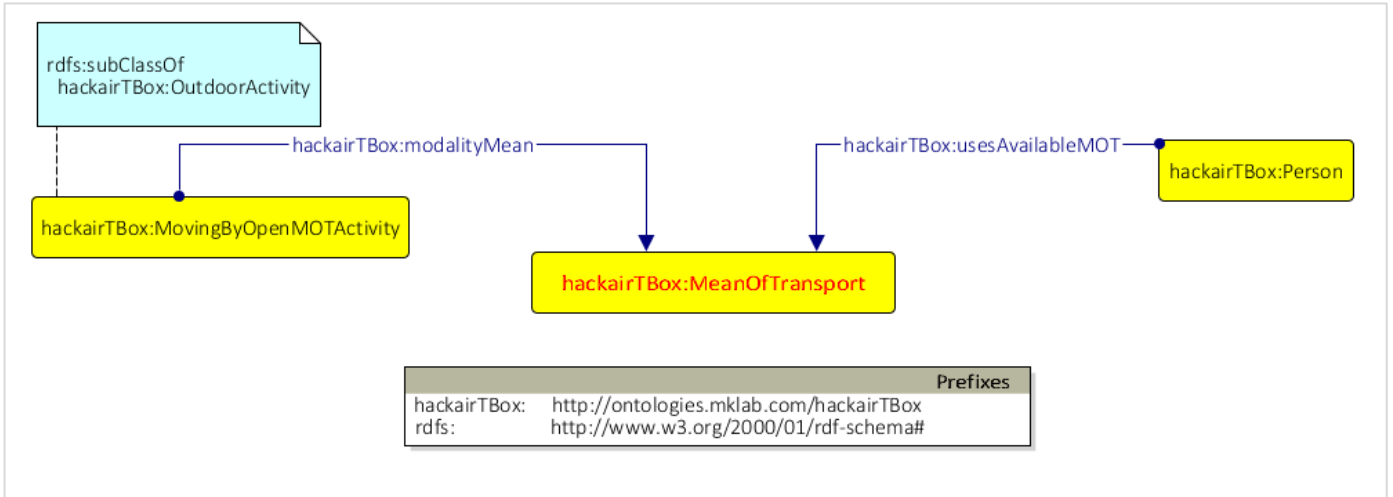 rdfs:subClassOf
hackairTBox:OutdoorActivity
hackairTBox:modalityMean
hackairTBox:usesAvailableMOT
hackairTBox:Person
hackairTBox:MovingByOpenMOTActivity
hackairTBox:MeanOfTransport
Prefixes
hackairTBox: http://ontologies.mklab.com/hackairTBox
rdfs: http://www.w3.org/2000/01/rdf-schema#